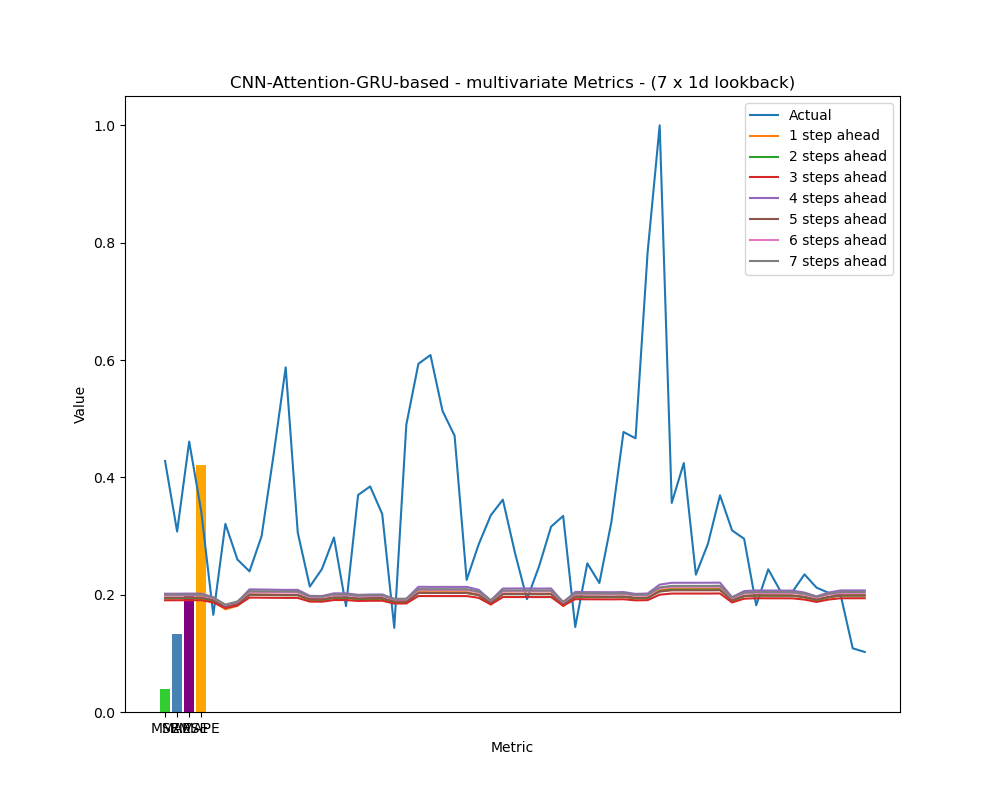 CNN-Attention-GRU-based - multivariate Metrics - (7 x 1d lookback)
Actual
1 step ahead
2 steps ahead
3 steps ahead
4 steps ahead
5 steps ahead
6 steps ahead
7 steps ahead
1.0
0.8
0.6
0.4
0.2
0.0
Value
Metric